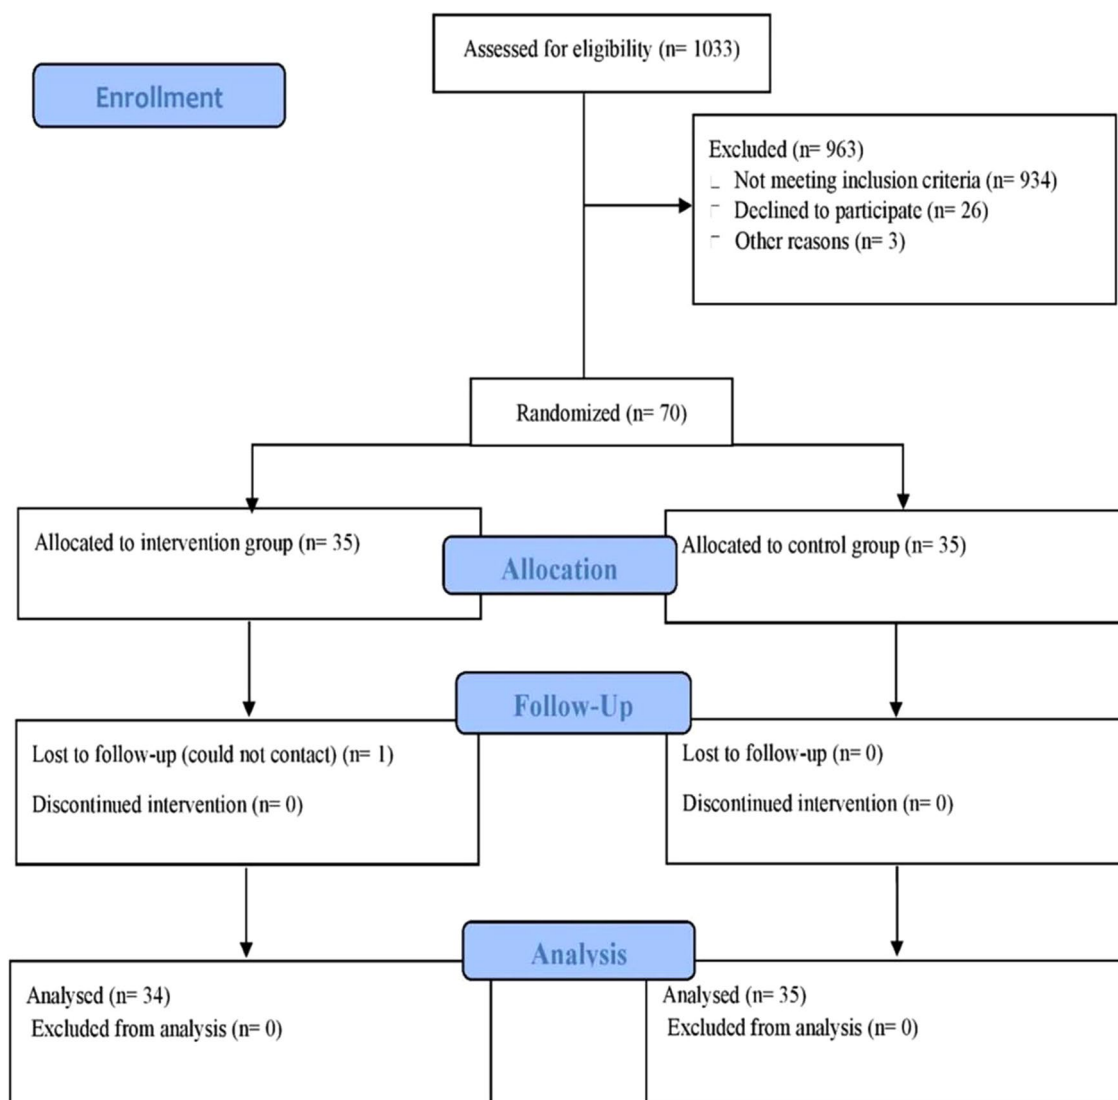 Assessed for eligibility (n= 1033)
Enrollment
Excluded (n= 963)
Not meeting inclusion criteria (n= 934)
Declined to participate (n= 26)
Other reasons (n= 3)
Randomized (n= 70)
Allocated to intervention group (n= 35)
Allocation
Allocated to control group (n= 35)
Follow-Up
Lost to follow-up (could not contact) (n= 1)
Discontinued intervention (n= 0)
Lost to follow-up (n= 0)
Discontinued intervention (n= 0)
Analysis
Analysed (n= 34)
Excluded from analysis (n= 0)
Analysed (n= 35)
Excluded from analysis (n= 0)